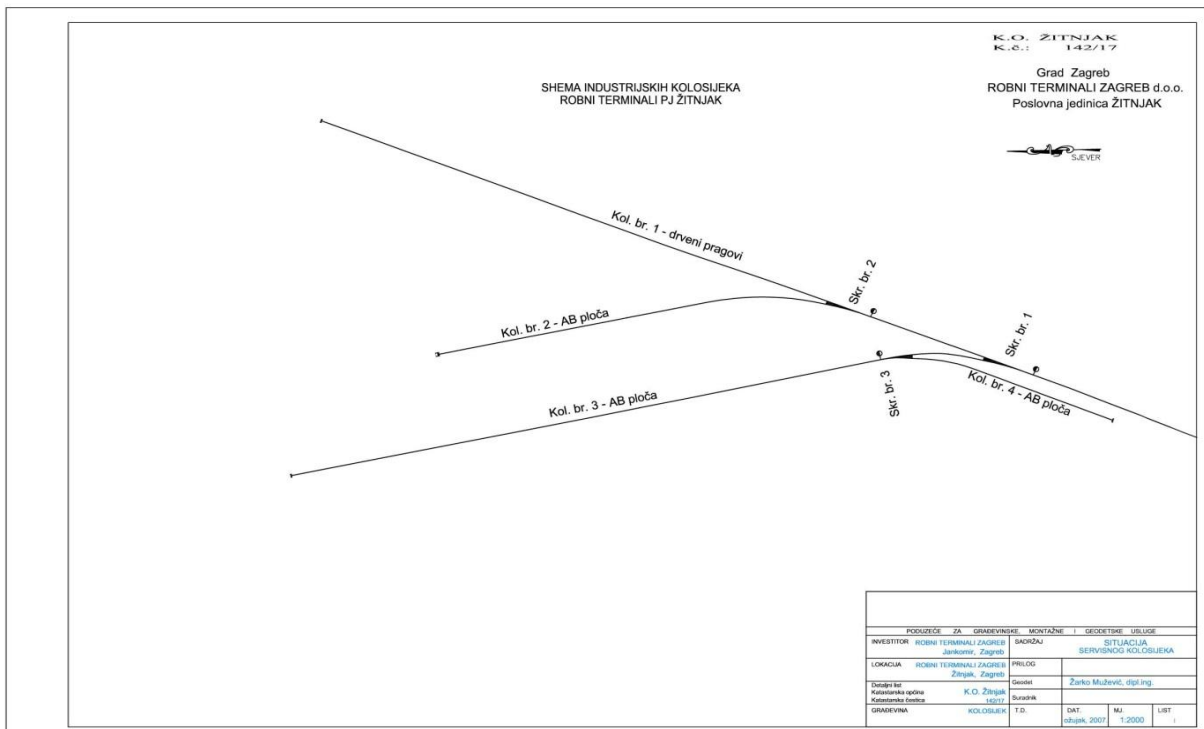 K.O. ŽITNJAK
K.č.: 142/17
Grad Zagreb
ROBNI TERMINALI ZAGREB d.o.o.
Poslovna jedinica ŽITNJAK
SJEVER
SHEMA INDUSTRIJSKIH KOLOSIJEKA
ROBNI TERMINALI PJ ŽITNJAK
Kol. br. 1 - drveni pragovi
Skr. br. 2
Kol. br. 2 - AB ploča
Skr. br. 1
Kol. br. 3 - AB ploča
Skr. br. 3
Kol. br. 4 - AB ploča
PODUZEĆE ZA GRAĐEVINSKE, MONTAŽNE I GEODETSKE USLUGE
INVESTITOR ROBNI TERMINALI ZAGREB
Jankomir, Zagreb
SADRŽAJ SITUACIJA
SERVISNOG KOLOSIJEKA
LOKACIJA ROBNI TERMINALI ZAGREB
Žitnjak, Zagreb
PRILOG
Detaljni list
Katastarska općina K.O. Žitnjak
Katastarska čestica 142/17
Geodet Žarko Mužević, dipl.ing.
Suradnik
GRAĐEVINA KOLOSIJEK
T.D.
DAT. ožujak, 2007.
MJ. 1:2000
LIST